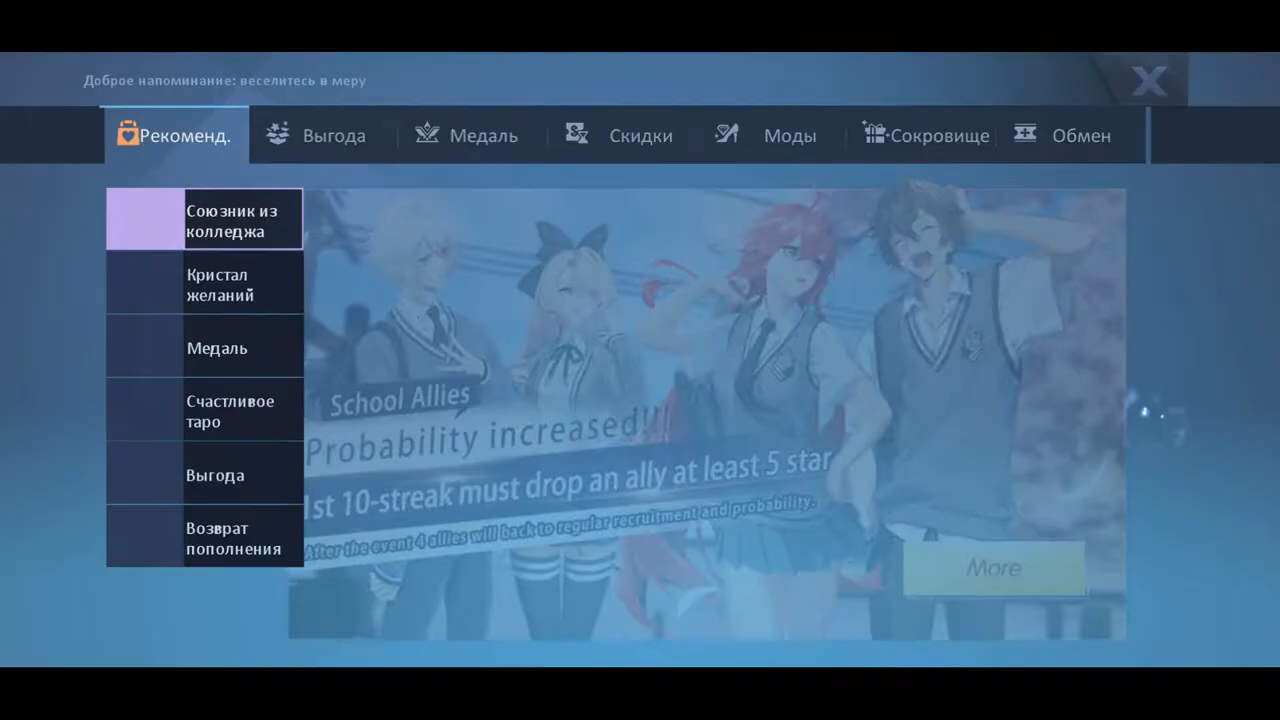 Доброе напоминание: веселитесь в меру
X
Рекоменд.
Выгода
Медаль
Скидки
Моды
Сокровище
Обмен
Союзник из
колледжа
Кристал
желаний
Медаль
Счастливое
таро
Выгода
Возврат
пополнения
School Allies
Probability increased!!!
1st 10-streak must drop an ally at least 5 star
After the event 4 allies will back to regular recruitment and probability.
More